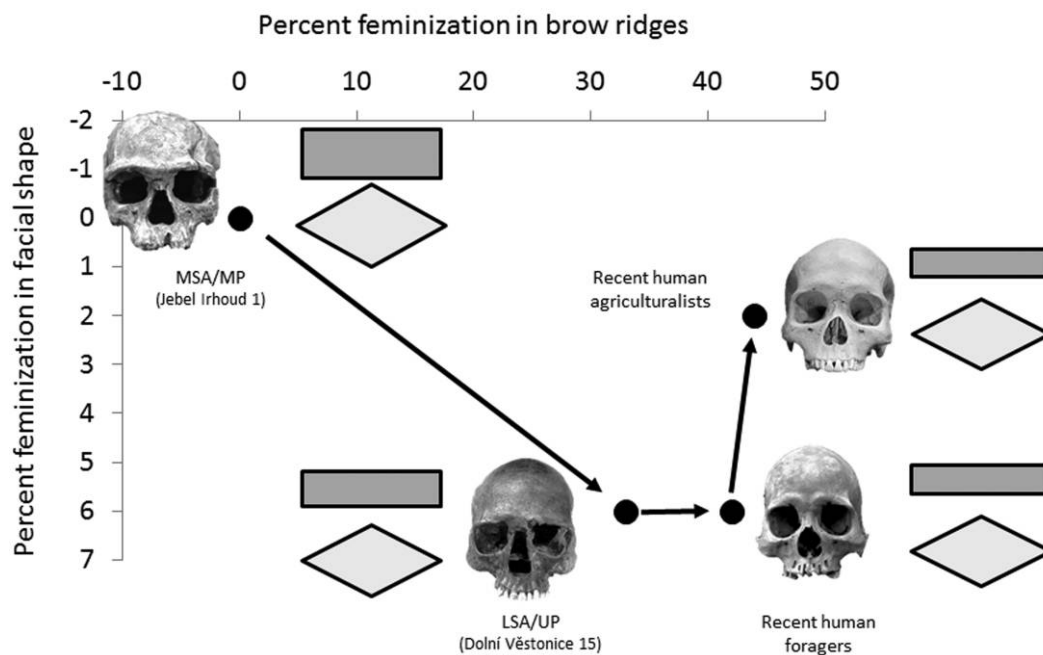 Percent feminization in brow ridges
-10 0 10 20 30 40 50
Percent feminization in facial shape
-2
-1
0
1
2
3
4
5
6
7
MSA/MP
(Jebel Irhoud 1)
Recent human
agriculturalists
LSA/UP
(Dolní Věstonice 15)
Recent human
foragers